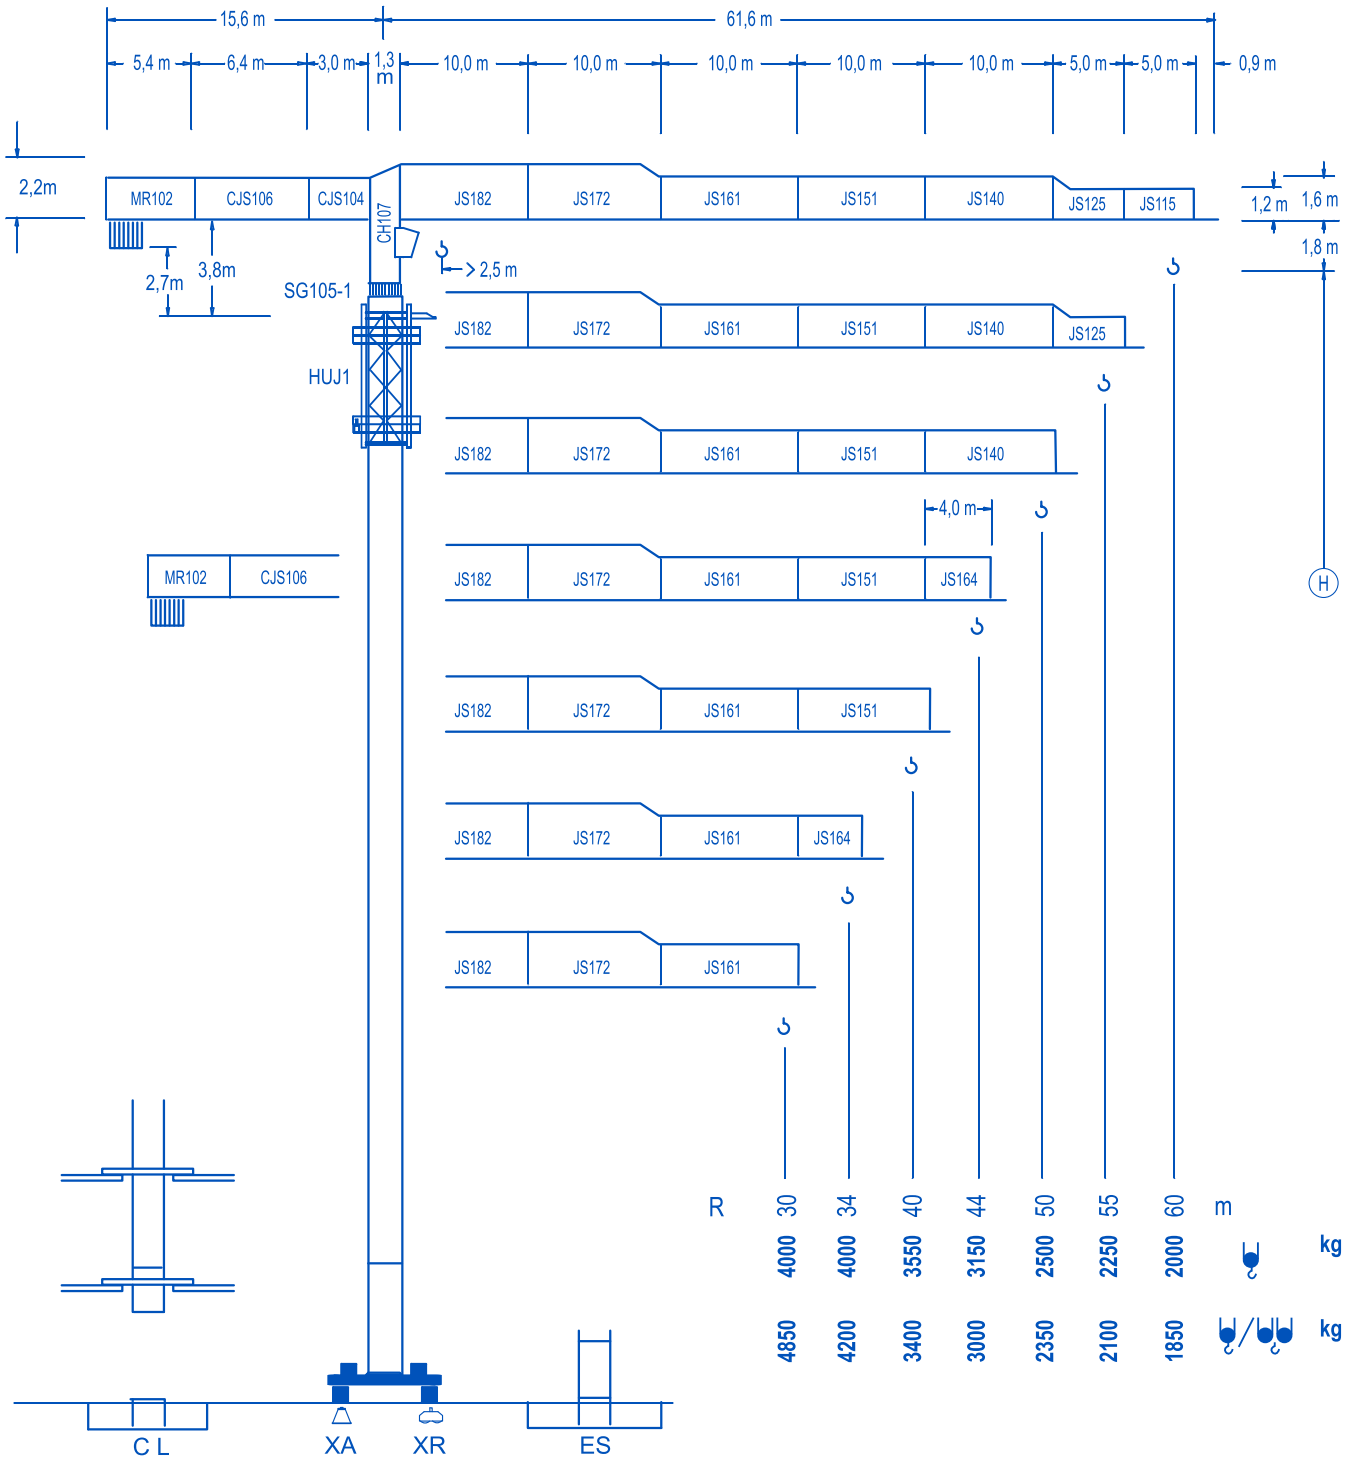 15,6 m 61,6 m
5,4 m 6,4 m 3,0 m 1,3 m 10,0 m 10,0 m 10,0 m 10,0 m 10,0 m 5,0 m 5,0 m 0,9 m
2,2m MR102 CJS106 CJS104 CH107 JS182 JS172 JS161 JS151 JS140 JS125 JS115 1,2 m 1,6 m
1,8 m
2,7m 3,8m > 2,5 m
SG105-1
JS182 JS172 JS161 JS151 JS140 JS125
HUJ1
JS182 JS172 JS161 JS151 JS140
4,0 m
MR102 CJS106 JS182 JS172 JS161 JS151 JS164 H
JS182 JS172 JS161 JS151
JS182 JS172 JS161 JS164
JS182 JS172 JS161
R 30 34 40 44 50 55 60 m
4000 4000 3550 3150 2500 2250 2000 kg
4850 4200 3400 3000 2350 2100 1850 / kg
C L XA XR ES